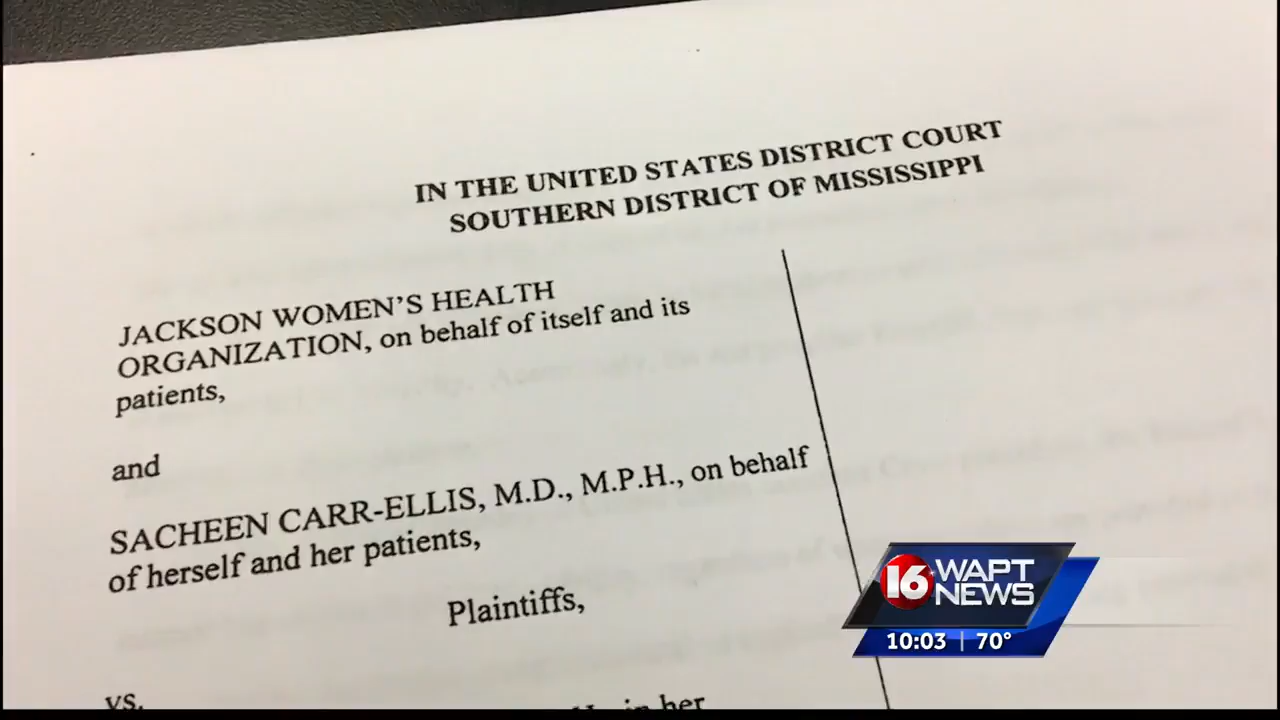 IN THE UNITED STATES DISTRICT COURT
SOUTHERN DISTRICT OF MISSISSIPPI
JACKSON WOMEN'S HEALTH
ORGANIZATION, on behalf of itself and its
patients,
and
SACHEEN CARR-ELLIS, M.D., M.P.H., on behalf
of herself and her patients,
Plaintiffs,
vs.
in her
16 WAPT
NEWS
10:03 | 70°